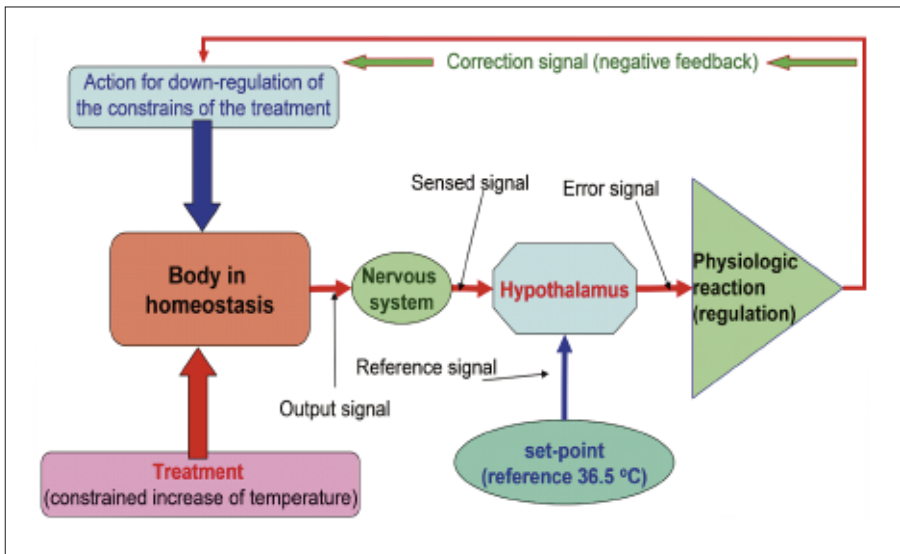 Correction signal (negative feedback)
Action for down-regulation of
the constrains of the treatment
Sensed signal
Error signal
Body in
homeostasis
Nervous
system
Hypothalamus
Physiologic
reaction
(regulation)
Reference signal
Output signal
Treatment
(constrained increase of temperature)
set-point
(reference 36.5 ºC)